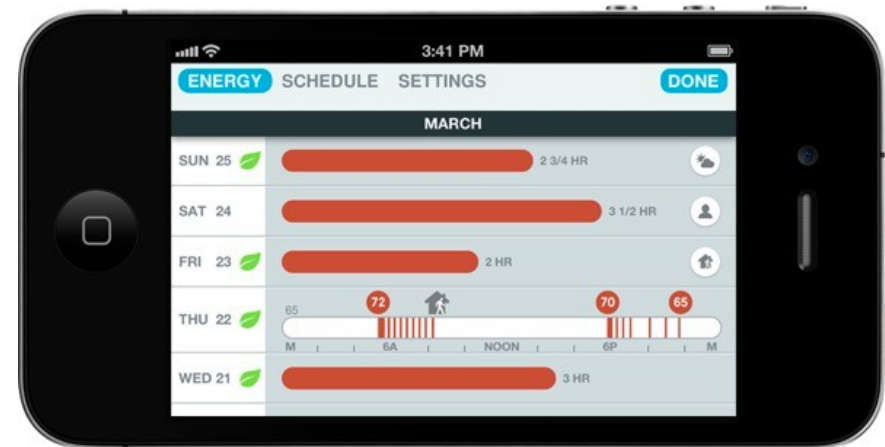 3:41 PM
ENERGY SCHEDULE SETTINGS DONE
MARCH
SUN 25 2 3/4 HR
SAT 24 3 1/2 HR
FRI 23 2 HR
65 72 70 65
THU 22
M 6A NOON 6P M
WED 21 3 HR